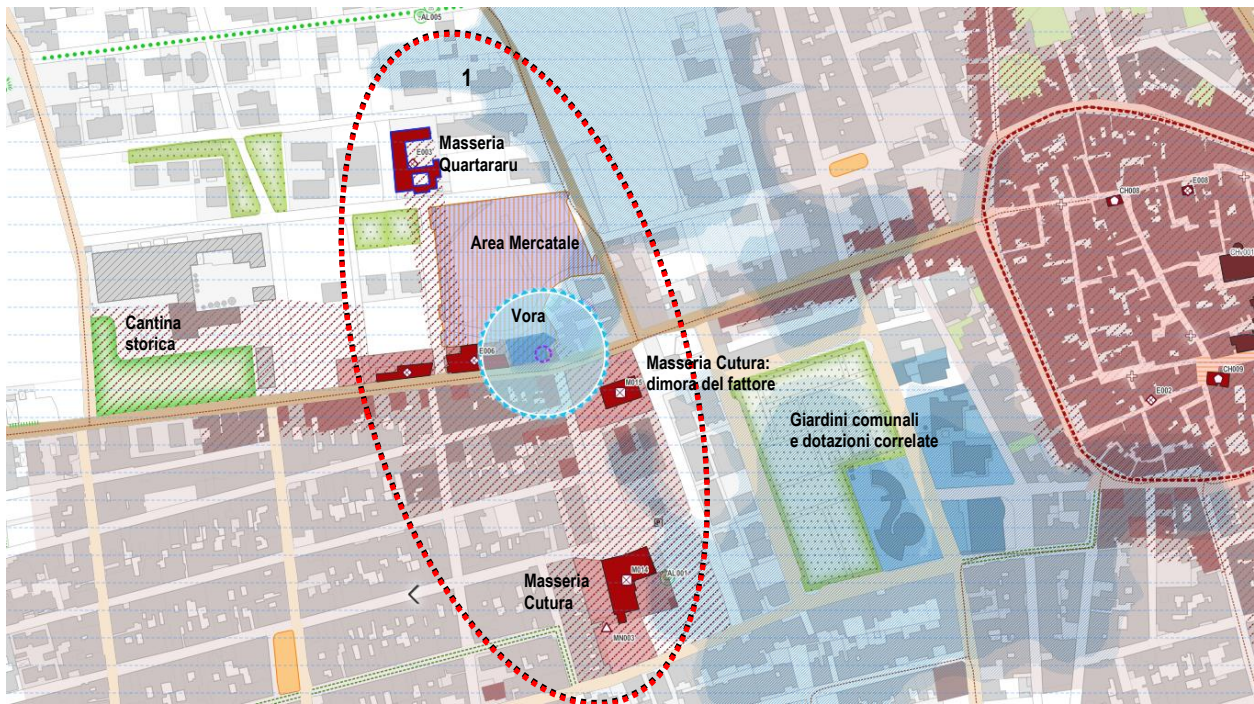 AL005
1
Masseria
Quartararu
E003
Area Mercatale
E008
CH008
CHV001
Vora
Cantina
storica
E006
Masseria Cutura:
dimora del fattore
M015
CH009
E002
Giardini comunali
e dotazioni correlate
P
M014
AL001
Masseria
Cutura
MN003